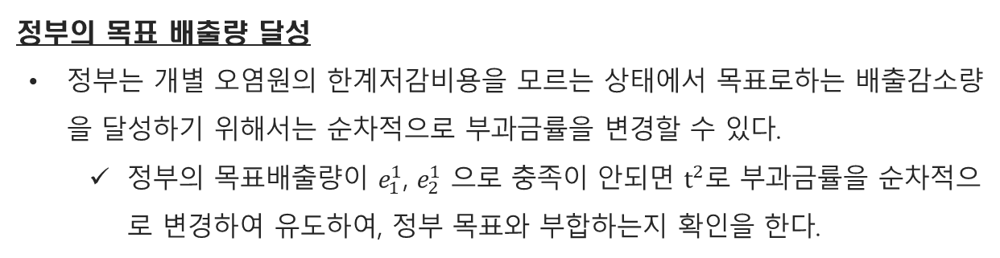 정부의 목표 배출량 달성
• 정부는 개별 오염원의 한계저감비용을 모르는 상태에서 목표로하는 배출감소량
을 달성하기 위해서는 순차적으로 부과금률을 변경할 수 있다.
✓ 정부의 목표배출량이 e₁¹, e₂¹ 으로 충족이 안되면 t²로 부과금률을 순차적으
로 변경하여 유도하여, 정부 목표와 부합하는지 확인을 한다.